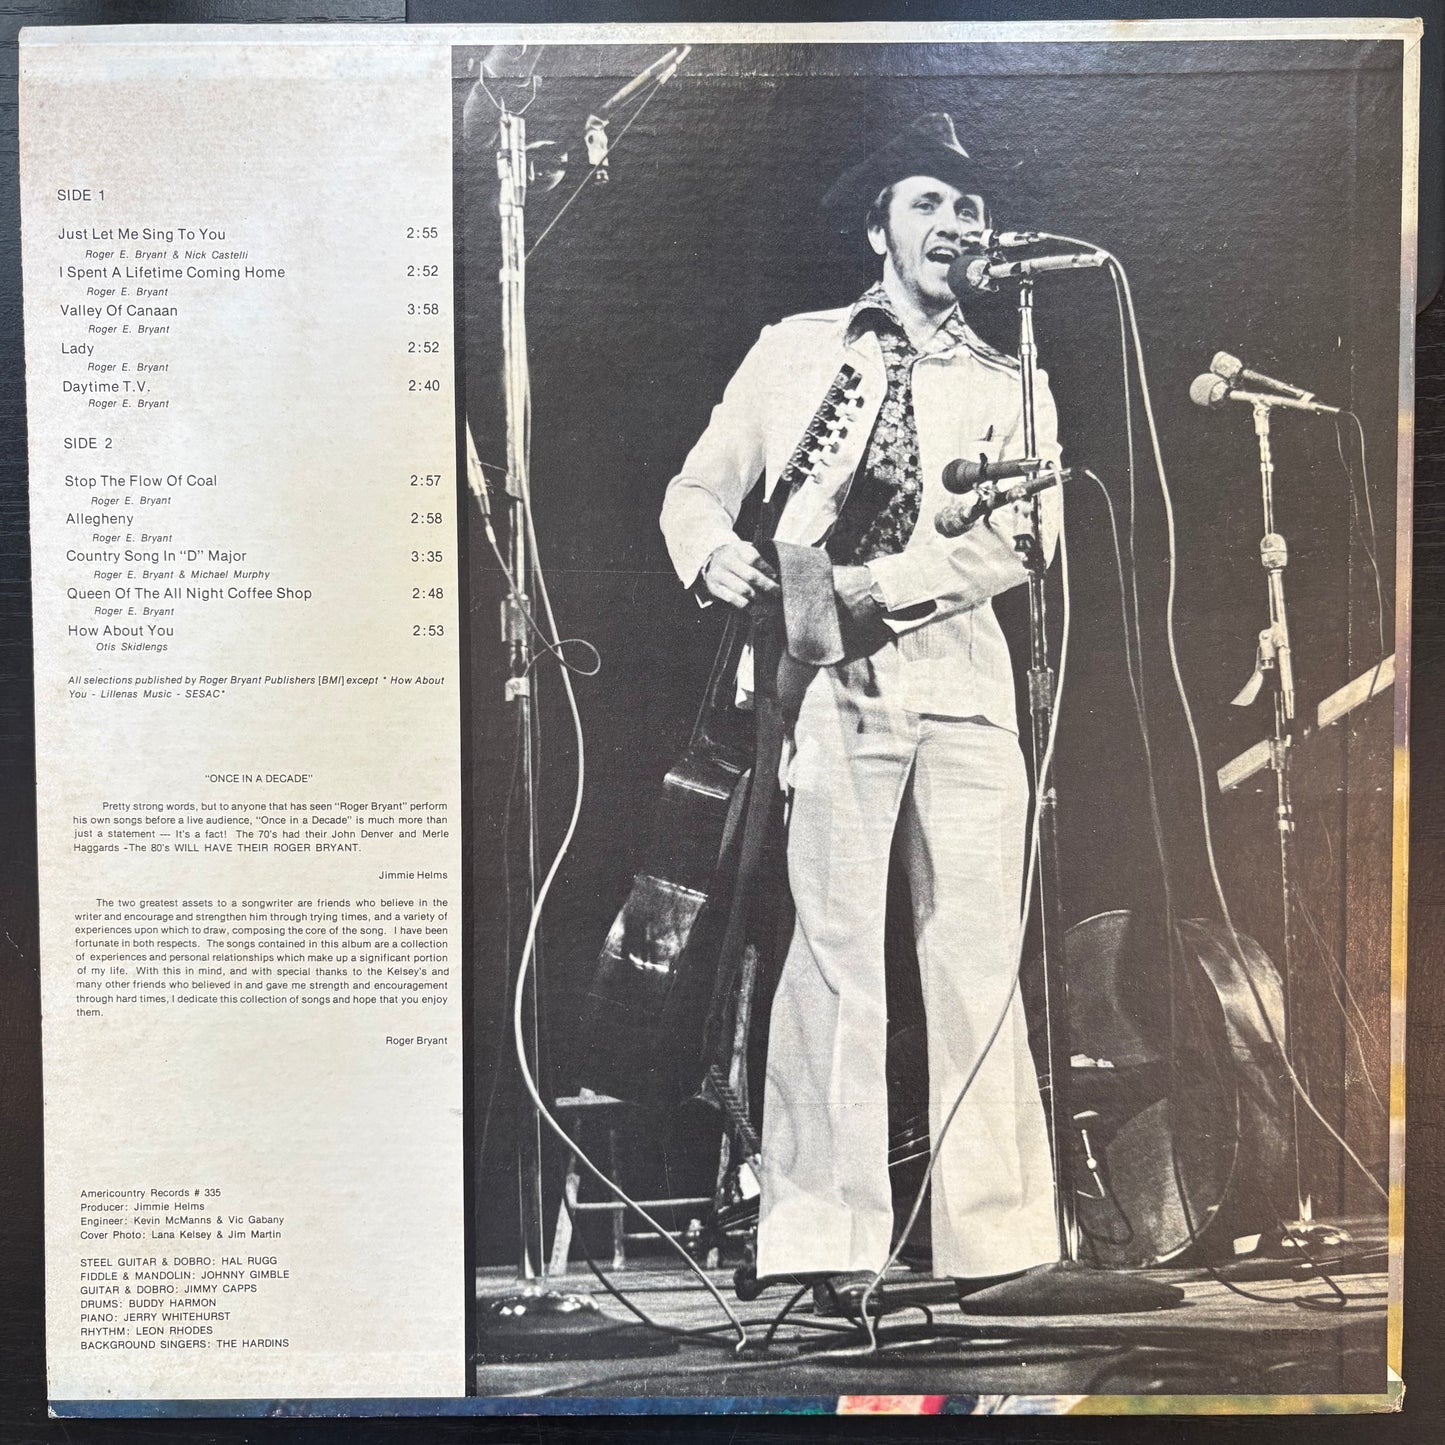 SIDE 1
Just Let Me Sing To You 2:55
Roger E. Bryant & Nick Castelli
I Spent A Lifetime Coming Home 2:52
Roger E. Bryant
Valley Of Canaan 3:58
Roger E. Bryant
Lady 2:52
Roger E. Bryant
Daytime T.V. 2:40
Roger E. Bryant
SIDE 2
Stop The Flow Of Coal 2:57
Roger E. Bryant
Allegheny 2:58
Roger E. Bryant
Country Song In "D" Major 3:35
Roger E. Bryant & Michael Murphy
Queen Of The All Night Coffee Shop 2:48
Roger E. Bryant
How About You 2:53
Otis Skidlengs
All selections published by Roger Bryant Publishers [BMI] except * How About
You - Lillenas Music - SESAC*
"ONCE IN A DECADE"
Pretty strong words, but to anyone that has seen "Roger Bryant" perform
his own songs before a live audience, "Once in a Decade" is much more than
just a statement --- It's a fact! The 70's had their John Denver and Merle
Haggards -The 80's WILL HAVE THEIR ROGER BRYANT.
Jimmie Helms
The two greatest assets to a songwriter are friends who believe in the
writer and encourage and strengthen him through trying times, and a variety of
experiences upon which to draw, composing the core of the song. I have been
fortunate in both respects. The songs contained in this album are a collection
of experiences and personal relationships which make up a significant portion
of my life. With this in mind, and with special thanks to the Kelsey's and
many other friends who believed in and gave me strength and encouragement
through hard times, I dedicate this collection of songs and hope that you enjoy
them.
Roger Bryant
Americountry Records # 335
Producer: Jimmie Helms
Engineer: Kevin McManns & Vic Gabany
Cover Photo: Lana Kelsey & Jim Martin
STEEL GUITAR & DOBRO: HAL RUGG
FIDDLE & MANDOLIN: JOHNNY GIMBLE
GUITAR & DOBRO: JIMMY CAPPS
DRUMS: BUDDY HARMON
PIANO: JERRY WHITEHURST
RHYTHM: LEON RHODES
BACKGROUND SINGERS: THE HARDINS
STEREO